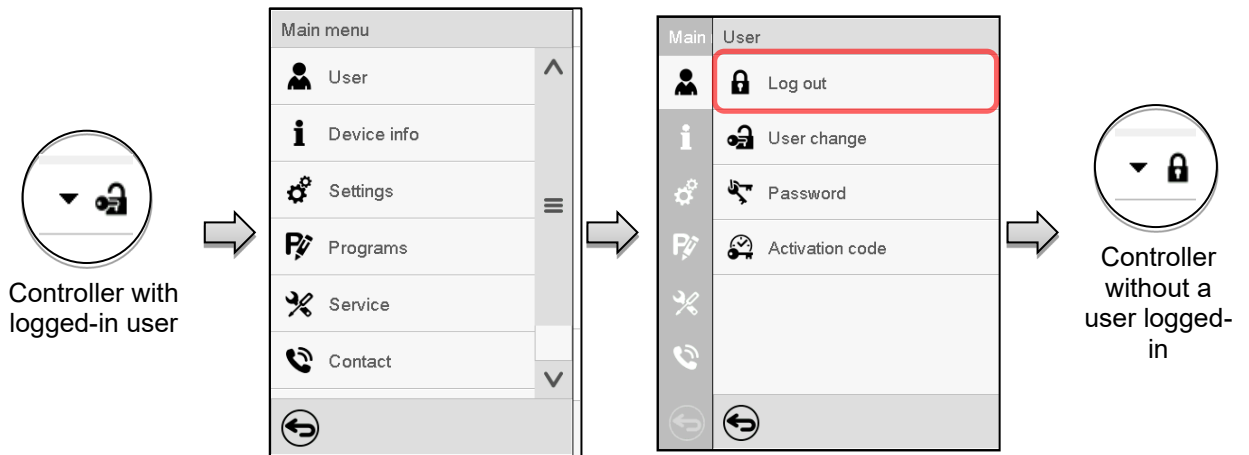 Controller with
logged-in user
Main menu
User
Device info
Settings
Programs
Service
Contact
Main
User
Log out
User change
Password
Activation code
Controller
without a
user logged-
in